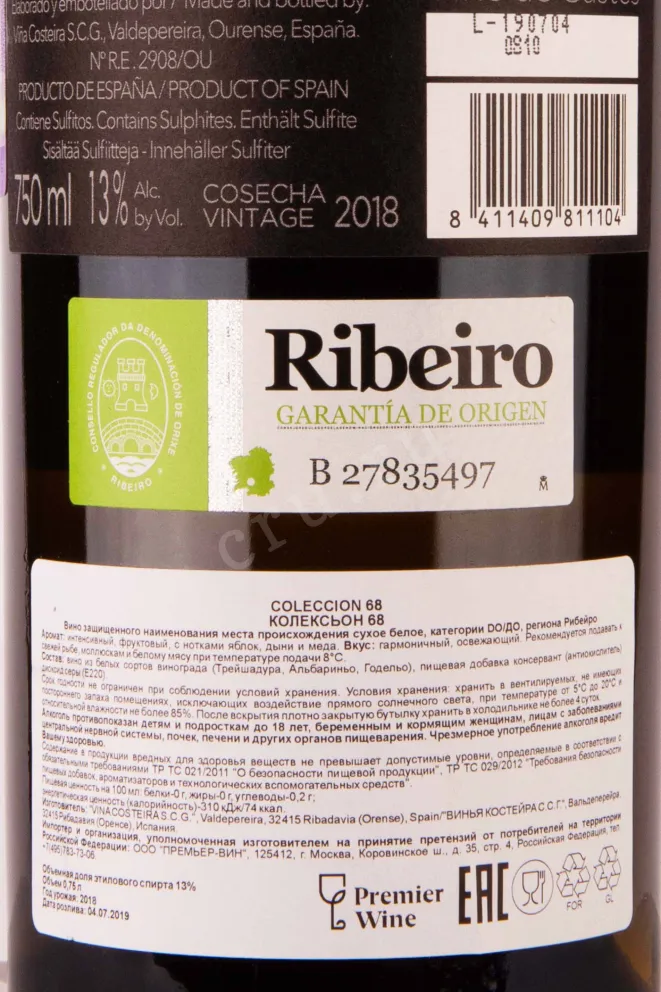 Elaborado y embotellado por / Made and bottled by:
Viña Costeira S.C.G., Valdepereira, Ourense, España.
Nº R.E. 2908/OU
PRODUCTO DE ESPAÑA / PRODUCT OF SPAIN
Contiene Sulfitos. Contains Sulphites. Enthält Sulfite
Sisältää Sulfiitteja - Innehåller Sulfiter
750 ml 13% Alc. by Vol. COSECHA VINTAGE 2018
L-190704
0810
8 411409 811104
CONSELLO REGULADOR DA DENOMINACIÓN DE ORIXE
RIBEIRO
Ribeiro
GARANTÍA DE ORIGEN
B 27835497
COLECCION 68
КОЛЕКСЬОН 68
Вино защищенного наименования места происхождения сухое белое, категории DO/ДО, региона Рибейро
Аромат: интенсивный, фруктовый, с нотками яблок, дыни и меда. Вкус: гармоничный, освежающий. Рекомендуется подавать к
свежей рыбе, моллюскам и белому мясу при температуре подачи 8°С.
Состав: вино из белых сортов винограда (Трейшадура, Альбариньо, Годельо), пищевая добавка консервант (антиокислитель)
диоксид серы (Е220).
Срок годности не ограничен при соблюдении условий хранения. Условия хранения: хранить в вентилируемых, не имеющих
постороннего запаха помещениях, исключающих воздействие прямого солнечного света, при температуре от 5°С до 20°С и
относительной влажности не более 85%. После вскрытия плотно закрытую бутылку хранить в холодильнике не более 4 суток.
Алкоголь противопоказан детям и подросткам до 18 лет, беременным и кормящим женщинам, лицам с заболеваниями
центральной нервной системы, почек, печени и других органов пищеварения. Чрезмерное употребление алкоголя вредит
Вашему здоровью.
Содержание в продукции вредных для здоровья веществ не превышает допустимые уровни, определяемые в соответствии с
обязательными требованиями ТР ТС 021/2011 "О безопасности пищевой продукции", ТР ТС 029/2012 "Требования безопасности
пищевых добавок, ароматизаторов и технологических вспомогательных средств".
Пищевая ценность на 100 мл: белки-0 г, жиры-0 г, углеводы-0,2 г;
энергетическая ценность (калорийность)-310 кДж/74 ккал.
Изготовитель: "VINACOSTEIRA S.C.G.", Valdepereira, 32415 Ribadavia (Orense), Spain/"ВИНЬЯ КОСТЕЙРА С.С.Г.", Вальдеперейра,
32415 Рибадавия (Оренсе), Испания.
Импортер и организация, уполномоченная изготовителем на принятие претензий от потребителей на территории
Российской Федерации: ООО "ПРЕМЬЕР-ВИН", 125412, г. Москва, Коровинское ш., д. 35, стр. 4, Российская Федерация, тел.
+7(495)783-73-06.
Объемная доля этилового спирта 13%
Объем 0,75 л
Год урожая: 2018
Дата розлива: 04.07.2019
Premier
Wine
EAC
FOR
GL